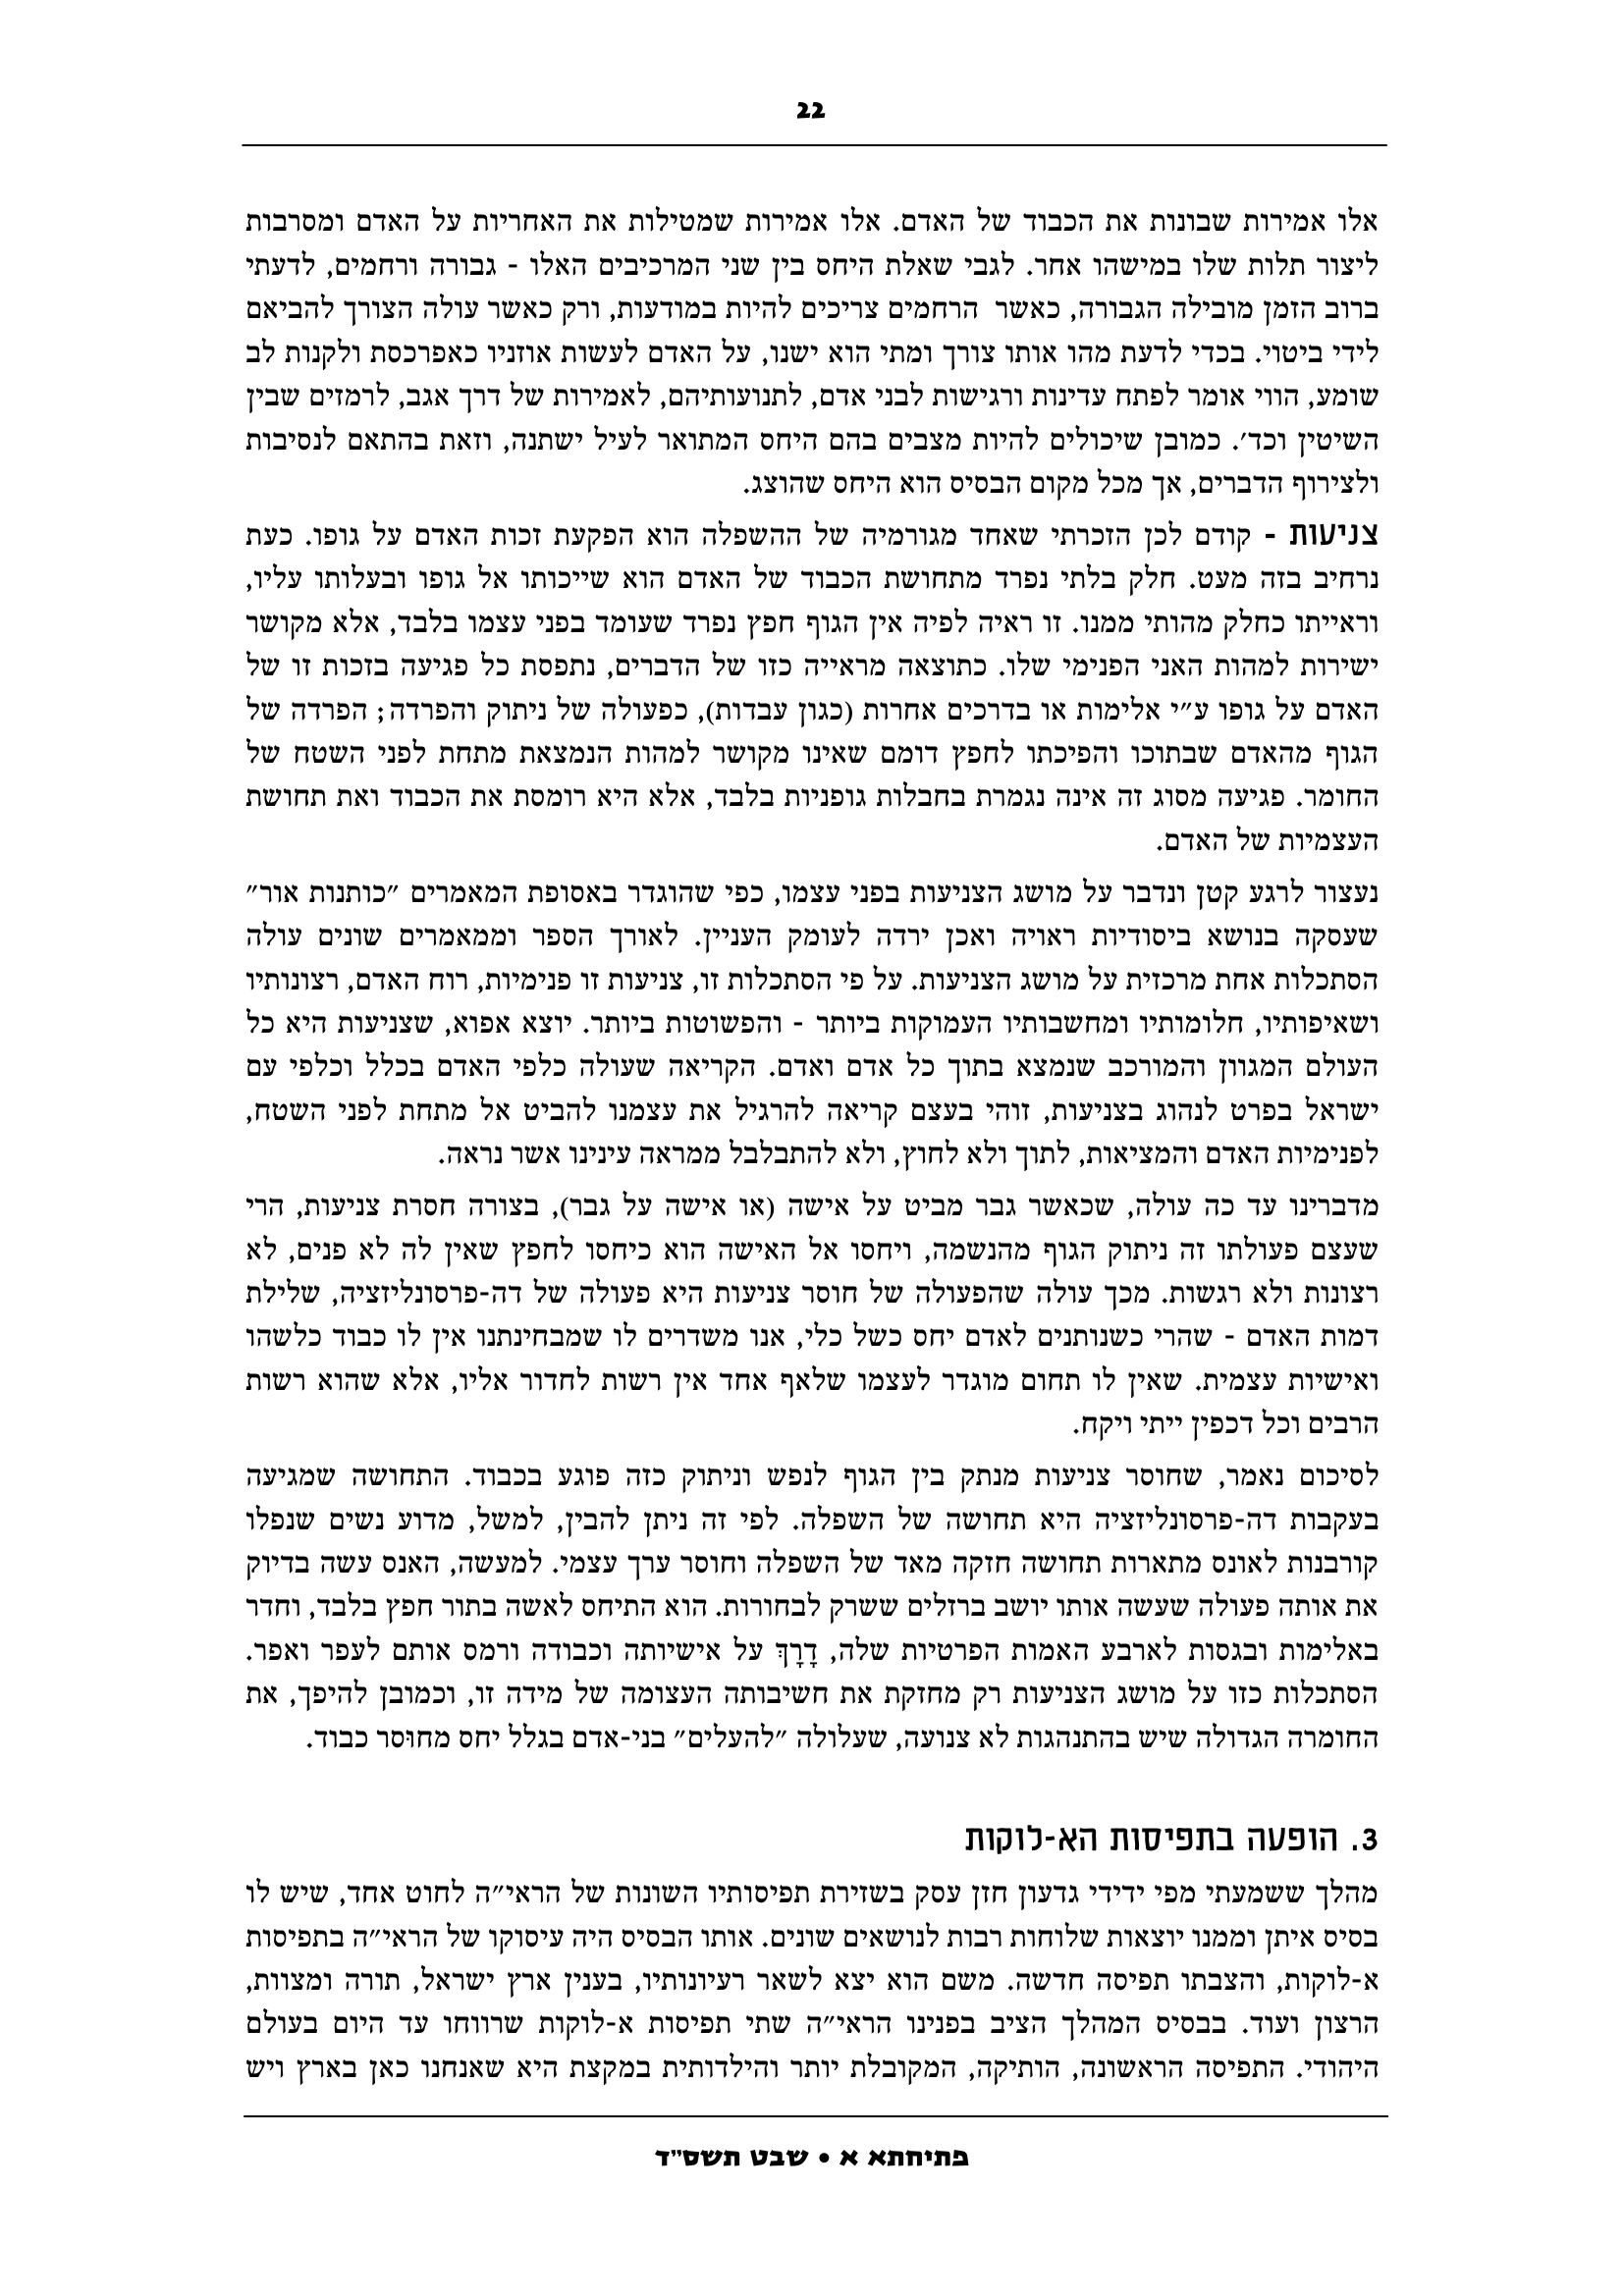 22
אלו אמירות שבונות את הכבוד של האדם. אלו אמירות שמטילות את האחריות על האדם ומסרבות
ליצור תלות שלו במישהו אחר. לגבי שאלת היחס בין שני המרכיבים האלו - גבורה ורחמים, לדעתי
ברוב הזמן מובילה הגבורה, כאשר הרחמים צריכים להיות במודעות, ורק כאשר עולה הצורך להביאם
לידי ביטוי. בכדי לדעת מהו אותו צורך ומתי הוא ישנו, על האדם לעשות אוזניו כאפרכסת ולקנות לב
שומע, הווי אומר לפתח עדינות ורגישות לבני אדם, לתנועותיהם, לאמירות של דרך אגב, לרמזים שבין
השיטין וכד׳. כמובן שיכולים להיות מצבים בהם היחס המתואר לעיל ישתנה, וזאת בהתאם לנסיבות
ולצירוף הדברים, אך מכל מקום הבסיס הוא היחס שהוצג.
צניעות - קודם לכן הזכרתי שאחד מגורמיה של ההשפלה הוא הפקעת זכות האדם על גופו. כעת
נרחיב בזה מעט. חלק בלתי נפרד מתחושת הכבוד של האדם הוא שייכותו אל גופו ובעלותו עליו,
וראייתו כחלק מהותי ממנו. זו ראיה לפיה אין הגוף חפץ נפרד שעומד בפני עצמו בלבד, אלא מקושר
ישירות למהות האני הפנימי שלו. כתוצאה מראייה כזו של הדברים, נתפסת כל פגיעה בזכות זו של
האדם על גופו ע״י אלימות או בדרכים אחרות (כגון עבדות), כפעולה של ניתוק והפרדה; הפרדה של
הגוף מהאדם שבתוכו והפיכתו לחפץ דומם שאינו מקושר למהות הנמצאת מתחת לפני השטח של
החומר. פגיעה מסוג זה אינה נגמרת בחבלות גופניות בלבד, אלא היא רומסת את הכבוד ואת תחושת
העצמיות של האדם.
נעצור לרגע קטן ונדבר על מושג הצניעות בפני עצמו, כפי שהוגדר באסופת המאמרים ״כותנות אור״
שעסקה בנושא ביסודיות ראויה ואכן ירדה לעומק העניין. לאורך הספר וממאמרים שונים עולה
הסתכלות אחת מרכזית על מושג הצניעות. על פי הסתכלות זו, צניעות זו פנימיות, רוח האדם, רצונותיו
ושאיפותיו, חלומותיו ומחשבותיו העמוקות ביותר - והפשוטות ביותר. יוצא אפוא, שצניעות היא כל
העולם המגוון והמורכב שנמצא בתוך כל אדם ואדם. הקריאה שעולה כלפי האדם בכלל וכלפי עם
ישראל בפרט לנהוג בצניעות, זוהי בעצם קריאה להרגיל את עצמנו להביט אל מתחת לפני השטח,
לפנימיות האדם והמציאות, לתוך ולא לחוץ, ולא להתבלבל ממראה עינינו אשר נראה.
מדברינו עד כה עולה, שכאשר גבר מביט על אישה (או אישה על גבר), בצורה חסרת צניעות, הרי
שעצם פעולתו זה ניתוק הגוף מהנשמה, ויחסו אל האישה הוא כיחסו לחפץ שאין לה לא פנים, לא
רצונות ולא רגשות. מכך עולה שהפעולה של חוסר צניעות היא פעולה של דה-פרסונליזציה, שלילת
דמות האדם - שהרי כשנותנים לאדם יחס כשל כלי, אנו משדרים לו שמבחינתנו אין לו כבוד כלשהו
ואישיות עצמית. שאין לו תחום מוגדר לעצמו שלאף אחד אין רשות לחדור אליו, אלא שהוא רשות
הרבים וכל דכפין ייתי ויקח.
לסיכום נאמר, שחוסר צניעות מנתק בין הגוף לנפש וניתוק כזה פוגע בכבוד. התחושה שמגיעה
בעקבות דה-פרסונליזציה היא תחושה של השפלה. לפי זה ניתן להבין, למשל, מדוע נשים שנפלו
קורבנות לאונס מתארות תחושה חזקה מאד של השפלה וחוסר ערך עצמי. למעשה, האנס עשה בדיוק
את אותה פעולה שעשה אותו יושב ברזלים ששרק לבחורות. הוא התיחס לאשה בתור חפץ בלבד, וחדר
באלימות ובגסות לארבע האמות הפרטיות שלה, דָרָךְ על אישיותה וכבודה ורמס אותם לעפר ואפר.
הסתכלות כזו על מושג הצניעות רק מחזקת את חשיבותה העצומה של מידה זו, וכמובן להיפך, את
החומרה הגדולה שיש בהתנהגות לא צנועה, שעלולה ״להעלים״ בני-אדם בגלל יחס מחוסר כבוד.
3. הופעה בתפיסות הא-לוקות
מהלך ששמעתי מפי ידידי גדעון חזן עסק בשזירת תפיסותיו השונות של הראי״ה לחוט אחד, שיש לו
בסיס איתן וממנו יוצאות שלוחות רבות לנושאים שונים. אותו הבסיס היה עיסוקו של הראי״ה בתפיסות
א-לוקות, והצבתו תפיסה חדשה. משם הוא יצא לשאר רעיונותיו, בענין ארץ ישראל, תורה ומצוות,
הרצון ועוד. בבסיס המהלך הציב בפנינו הראי״ה שתי תפיסות א-לוקות שרווחו עד היום בעולם
היהודי. התפיסה הראשונה, הותיקה, המקובלת יותר והילדותית במקצת היא שאנחנו כאן בארץ ויש
פתיחתא א • שבט תשס״ד